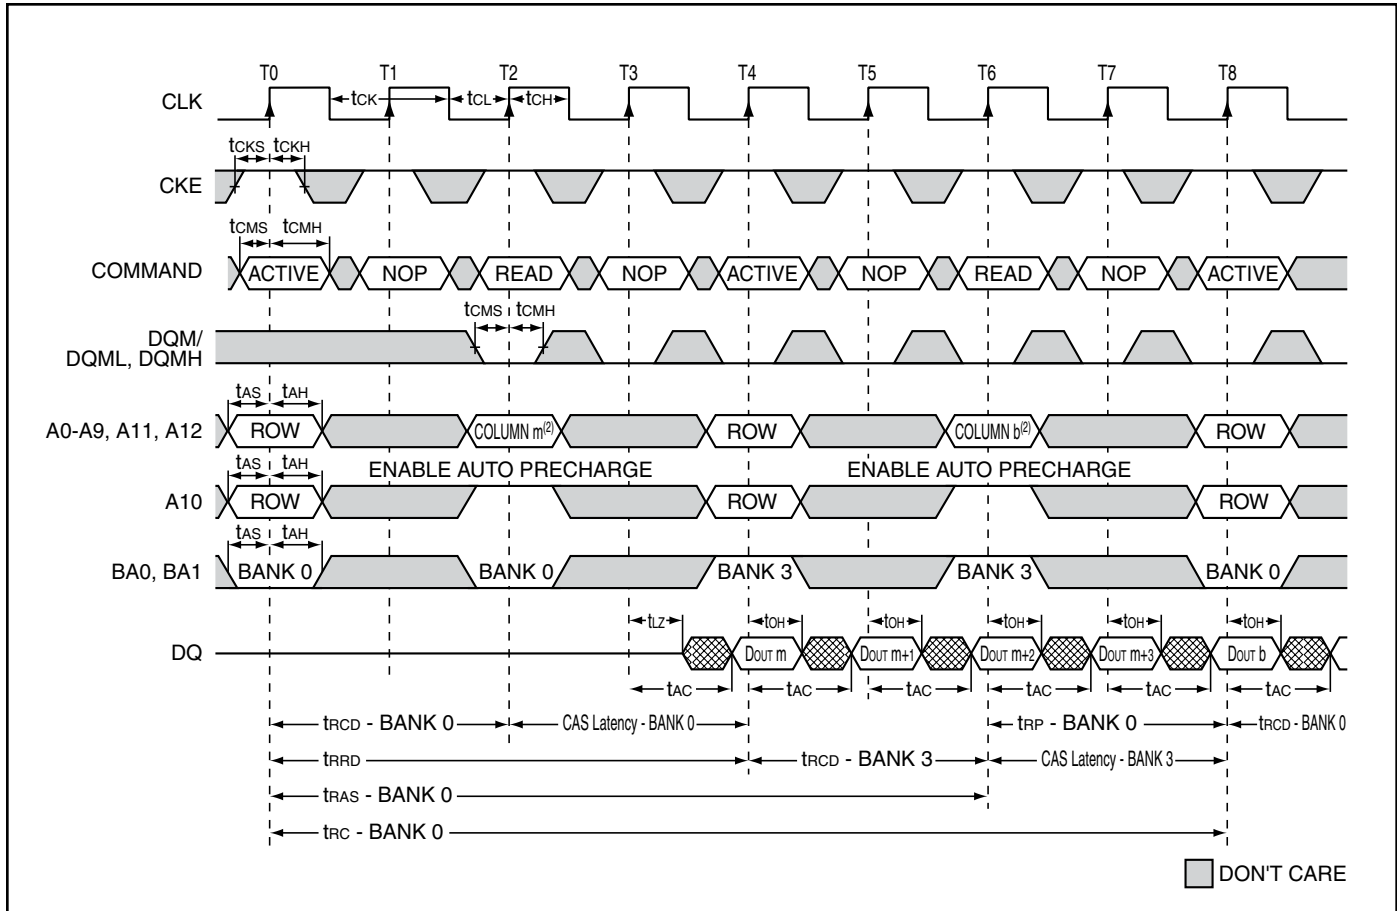 T0 T1 T2 T3 T4 T5 T6 T7 T8
CLK tCK tCL tCH
tCKS tCKH
CKE
tCMS tCMH
COMMAND ACTIVE NOP READ NOP ACTIVE NOP READ NOP ACTIVE
tCMS tCMH
DQM/
DQML, DQMH
tAS tAH
A0-A9, A11, A12 ROW COLUMN m(2) ROW COLUMN b(2) ROW
tAS tAH ENABLE AUTO PRECHARGE ENABLE AUTO PRECHARGE
A10 ROW ROW ROW
tAS tAH
BA0, BA1 BANK 0 BANK 0 BANK 3 BANK 3 BANK 0
tLZ tOH tOH tOH tOH tOH
DQ DOUT m DOUT m+1 DOUT m+2 DOUT m+3 DOUT b
tAC tAC tAC tAC tAC tAC
tRCD - BANK 0 CAS Latency - BANK 0 tRP - BANK 0 tRCD - BANK 0
tRRD tRCD - BANK 3 CAS Latency - BANK 3
tRAS - BANK 0
tRC - BANK 0
DON'T CARE